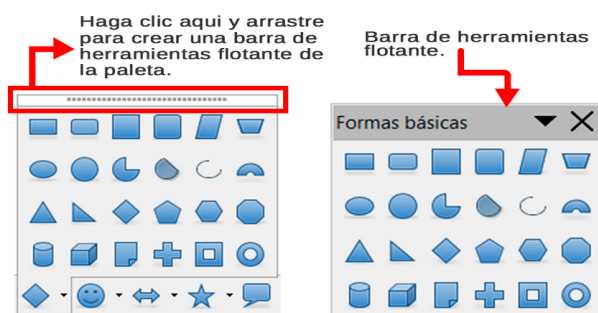 Haga clic aqui y arrastre
para crear una barra de
herramientas flotante de
la paleta.
Barra de herramientas
flotante.
Formas básicas